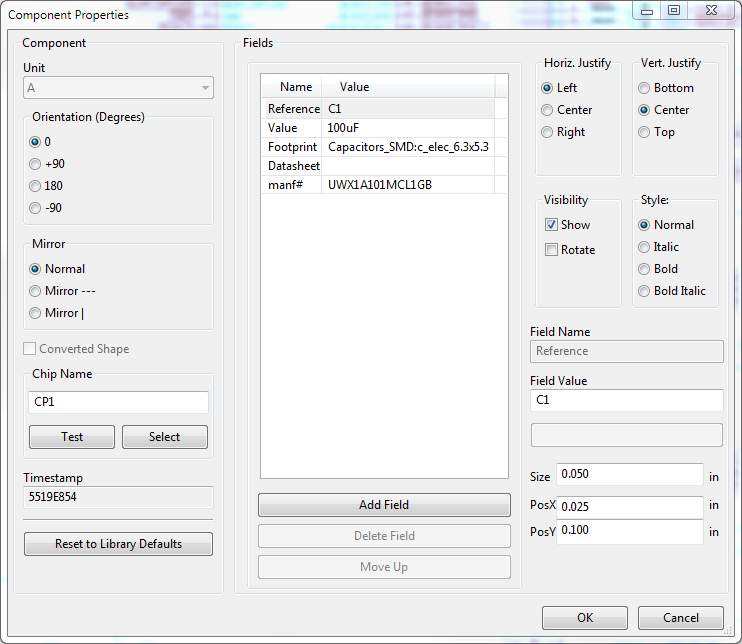 Component Properties
Component
Unit
A
Orientation (Degrees)
0
+90
180
-90
Mirror
Normal
Mirror ---
Mirror |
Converted Shape
Chip Name
CP1
Test Select
Timestamp
5519E854
Reset to Library Defaults
Fields
Name Value
Reference C1
Value 100uF
Footprint Capacitors_SMD:c_elec_6.3x5.3
Datasheet
manf# UWX1A101MCL1GB
Add Field
Delete Field
Move Up
Horiz. Justify
Left
Center
Right
Vert. Justify
Bottom
Center
Top
Visibility
Show
Rotate
Style:
Normal
Italic
Bold
Bold Italic
Field Name
Reference
Field Value
C1
Size 0.050 in
PosX 0.025 in
PosY 0.100 in
OK Cancel